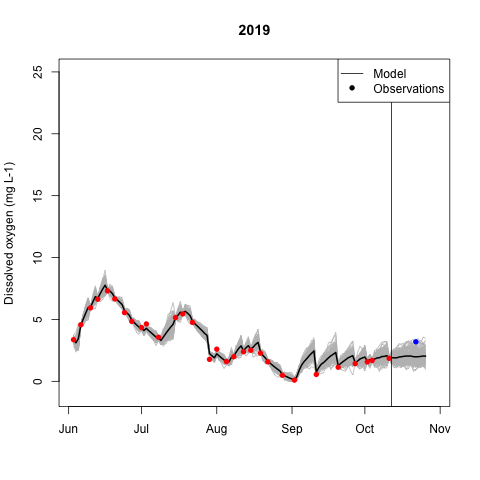 2019
Model
Observations
Dissolved oxygen (mg L-1)
25
20
15
10
5
0
Jun Jul Aug Sep Oct Nov